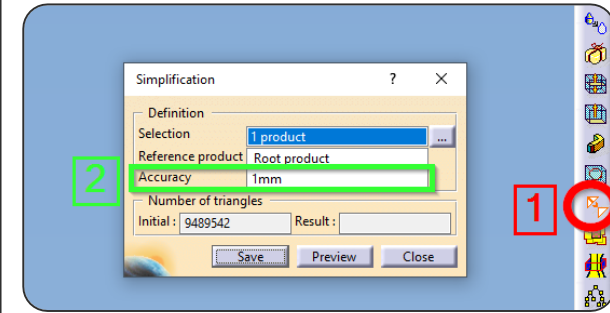 Simplification ? ×
Definition
Selection 1 product ...
Reference product Root product
Accuracy 1mm
2
Number of triangles
Initial : 9489542 Result :
1
Save Preview Close